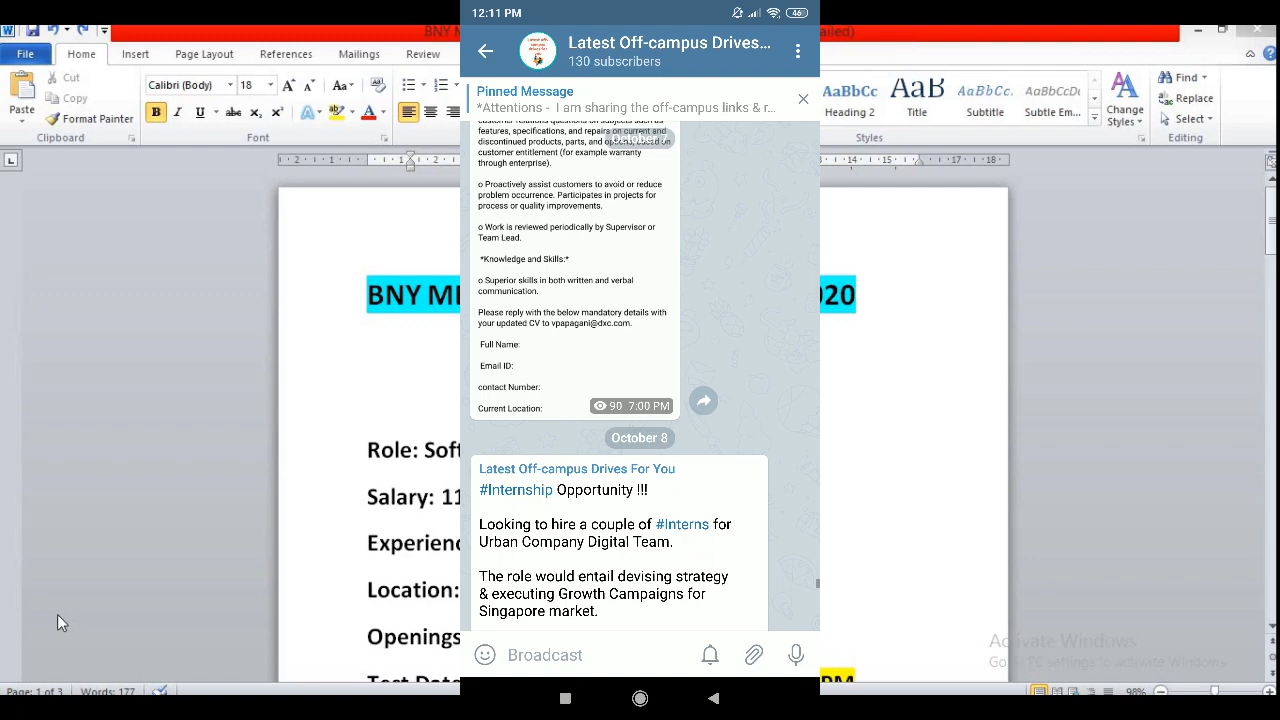 12:11 PM
46
Latest Off-campus Drives...
130 subscribers
Pinned Message
*Attentions - I am sharing the off-campus links & r...
October 7
features, specifications, and repairs on current and
discontinued products, parts, and
customer entitlement (for example warranty
through enterprise).
o Proactively assist customers to avoid or reduce
problem occurrence. Participates in projects for
process or quality improvements.
o Work is reviewed periodically by Supervisor or
Team Lead.
*Knowledge and Skills:*
o Superior skills in both written and verbal
communication.
Please reply with the below mandatory details with
your updated CV to vpapagani@dxc.com.
Full Name:
Email ID:
contact Number:
Current Location:
90 7:00 PM
October 8
Latest Off-campus Drives For You
#Internship Opportunity !!!
Looking to hire a couple of #Interns for
Urban Company Digital Team.
The role would entail devising strategy
& executing Growth Campaigns for
Singapore market.
Broadcast
File
Home
Insert
Page Layout
References
Mailings
Review
Paste
Cut
Copy
Format Painter
Clipboard
Calibri (Body)
18
Font
AaBbCc
AaB
AaBbCc.
AaBbCcI
Heading 2
Title
Subtitle
Subtle Em...
Styles
Change
Styles
Editing
BNY M
020
Role: Soft
Salary: 11
Experienc
Location:
Openings
PM
Activate Windows
Go to PC settings to activate Windows
Page: 1 of 3
Words: 177
98%